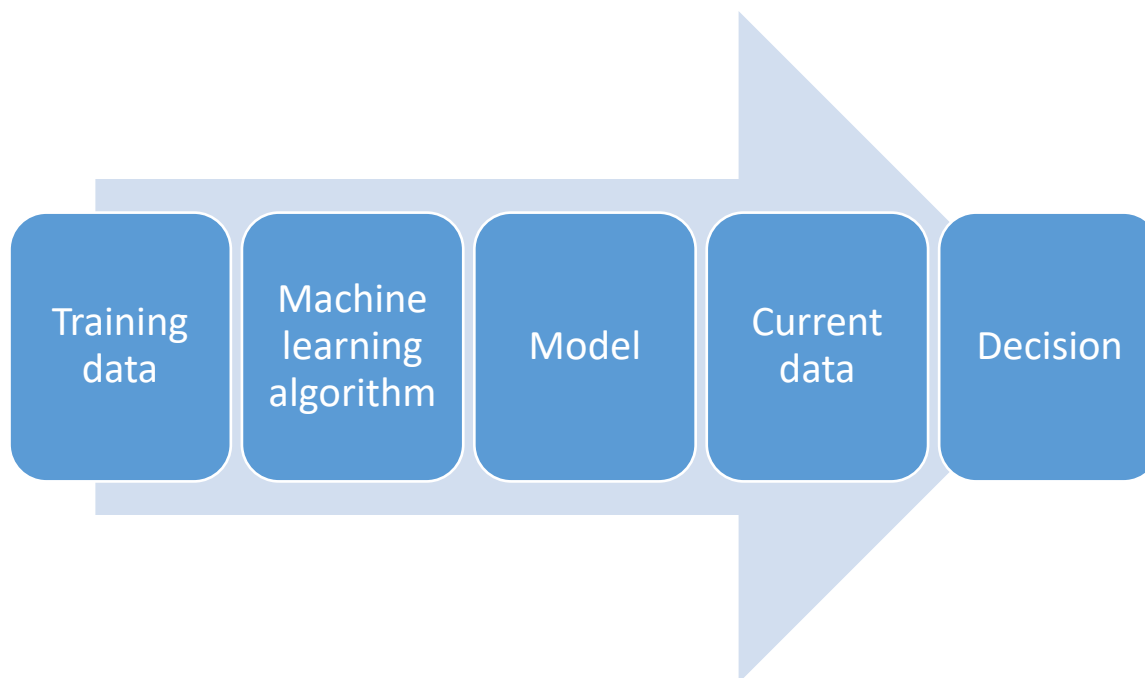 Training
data
Machine
learning
algorithm
Model
Current
data
Decision